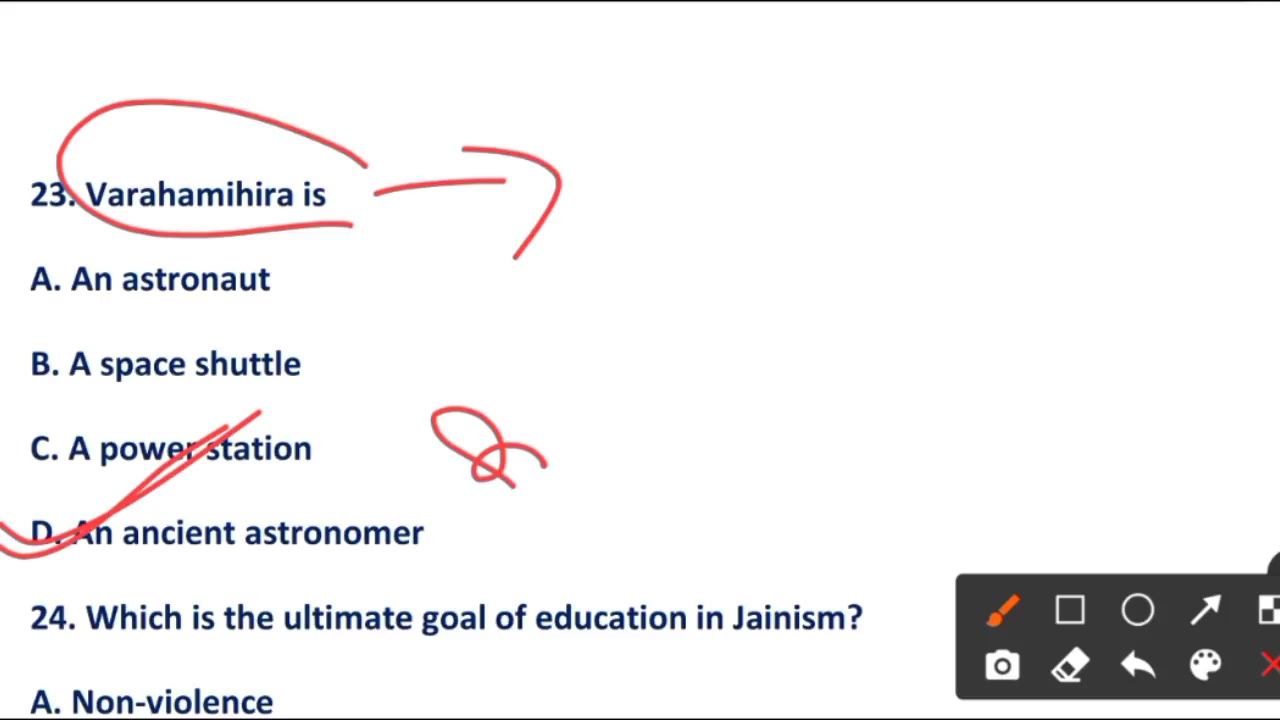 23. Varahamihira is
A. An astronaut
B. A space shuttle
C. A power station
D. An ancient astronomer
24. Which is the ultimate goal of education in Jainism?
A. Non-violence